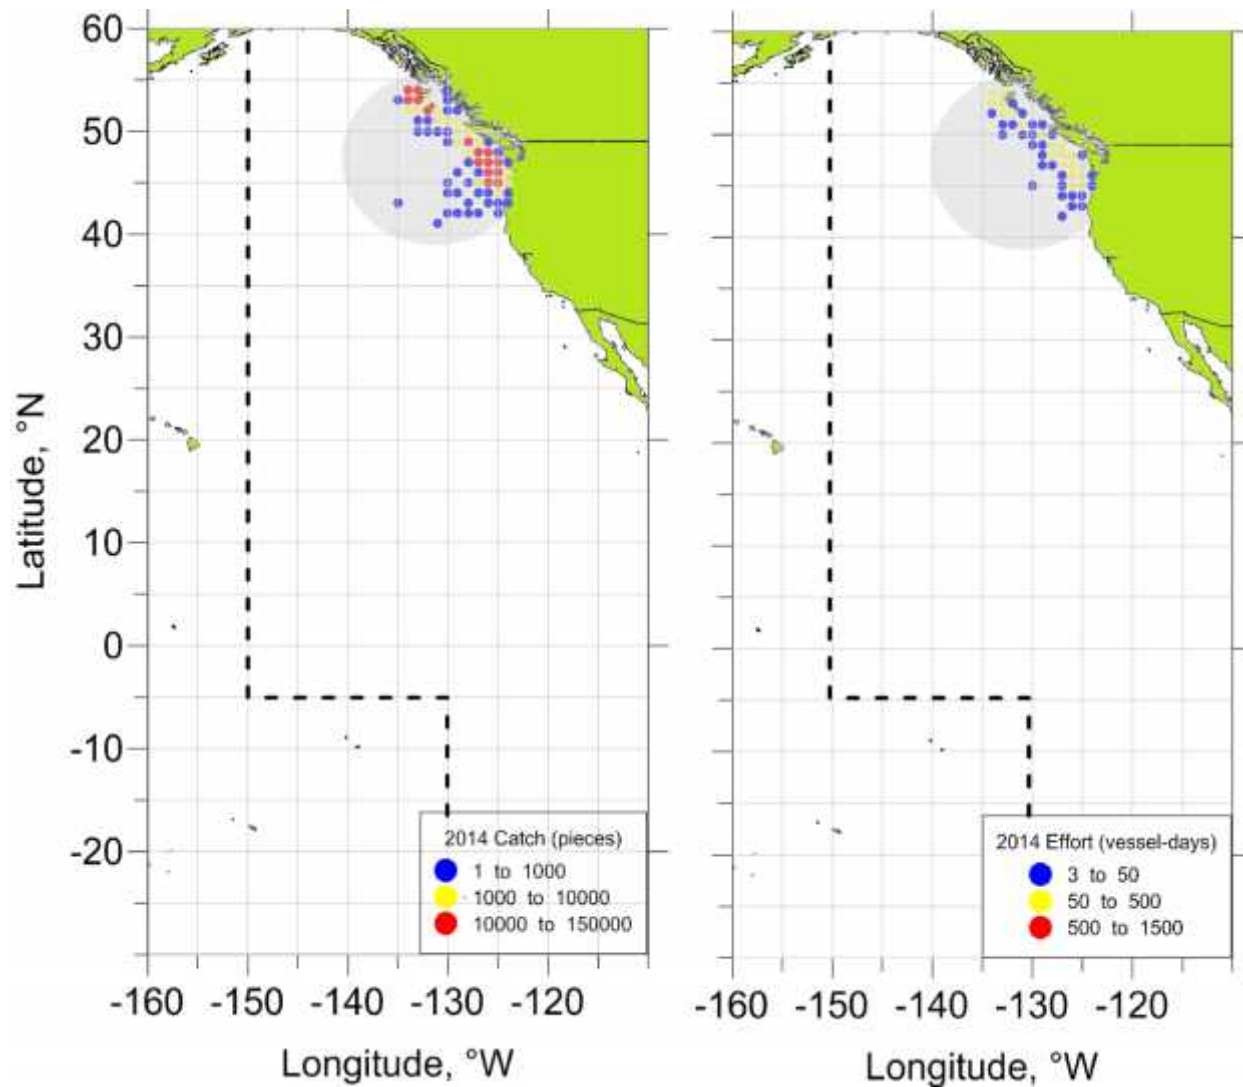 60
50
40
30
20
10
0
-10
-20
Latitude, °N
2014 Catch (pieces)
1 to 1000
1000 to 10000
10000 to 150000
-160 -150 -140 -130 -120
Longitude, °W
2014 Effort (vessel-days)
3 to 50
50 to 500
500 to 1500
-160 -150 -140 -130 -120
Longitude, °W